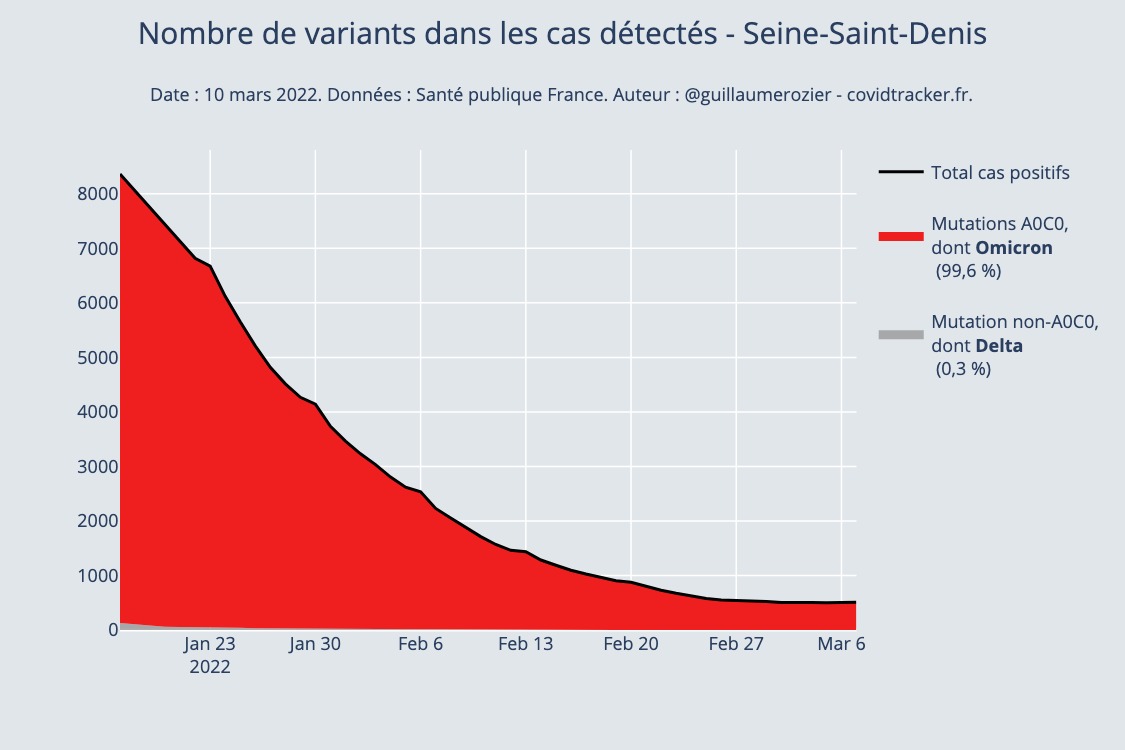 Nombre de variants dans les cas détectés - Seine-Saint-Denis
Date : 10 mars 2022. Données : Santé publique France. Auteur : @guillaumerozier - covidtracker.fr.
Total cas positifs
Mutations A0C0,
dont Omicron
(99,6 %)
Mutation non-A0C0,
dont Delta
(0,3 %)
8000
7000
6000
5000
4000
3000
2000
1000
0
Jan 23
2022
Jan 30
Feb 6
Feb 13
Feb 20
Feb 27
Mar 6